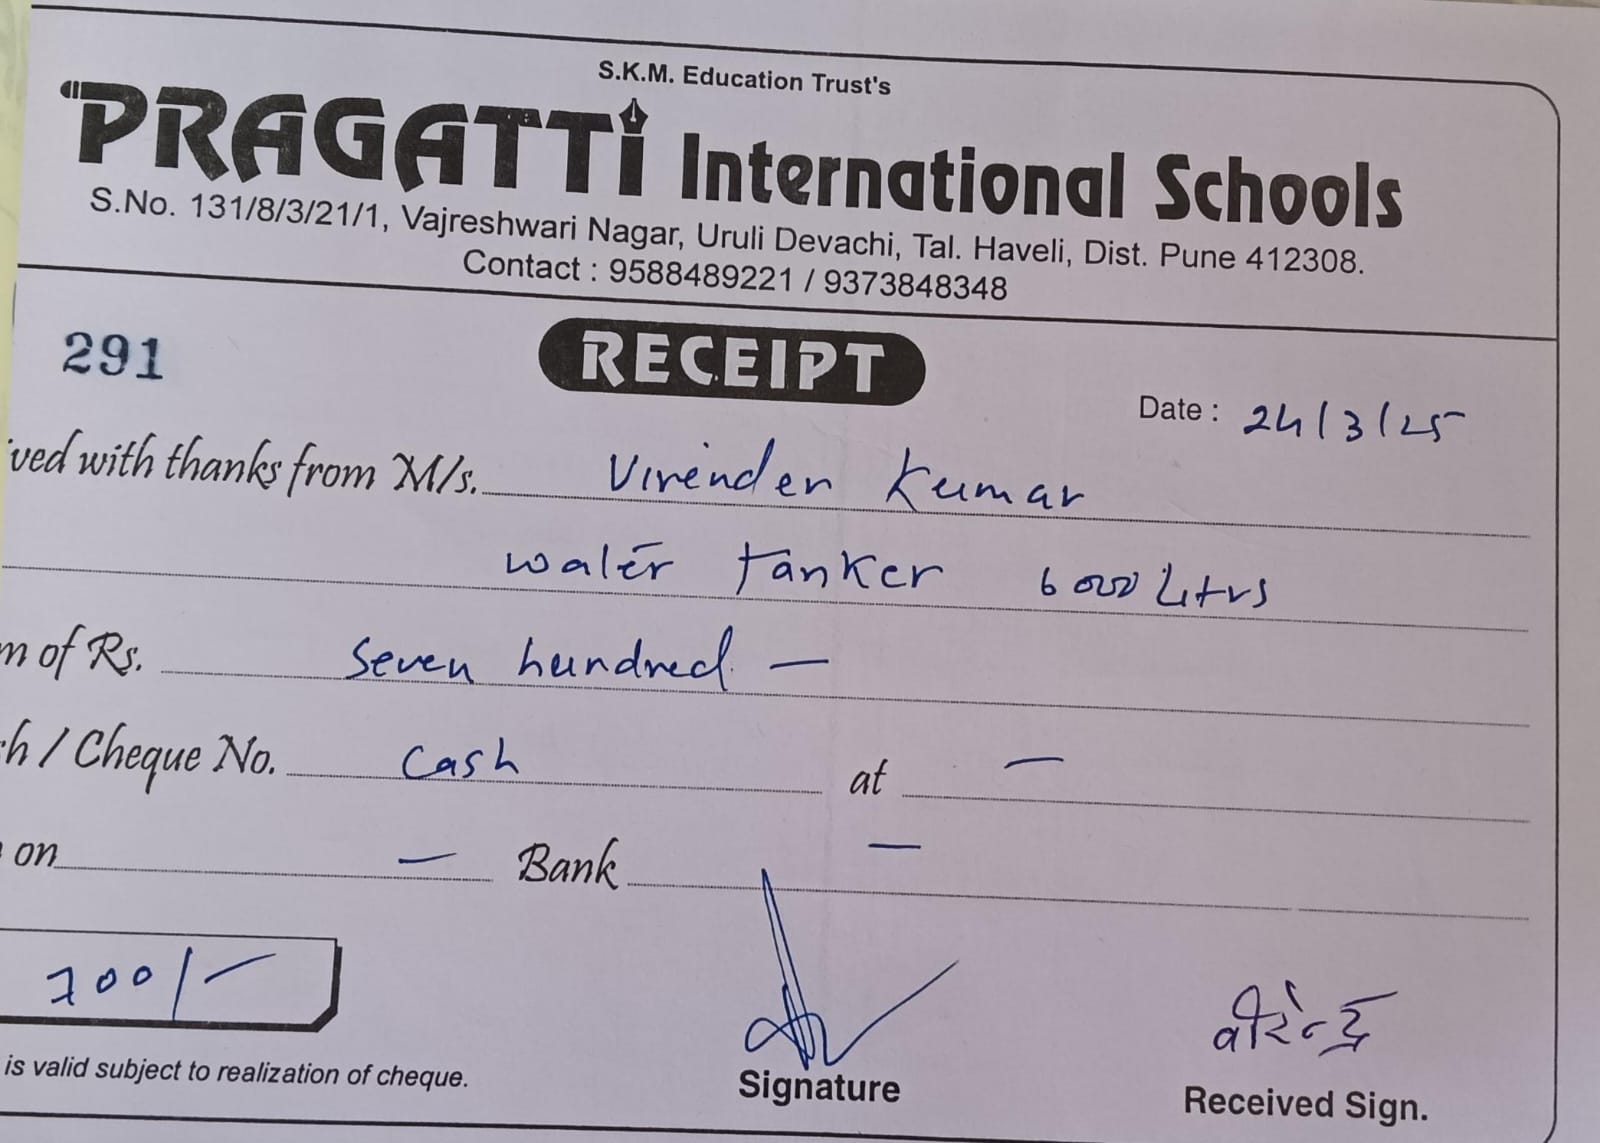 S.K.M. Education Trust's
"PRAGATTi International Schools
S.No. 131/8/3/21/1, Vajreshwari Nagar, Uruli Devachi, Tal. Haveli, Dist. Pune 412308.
Contact : 9588489221 / 9373848348
291 RECEIPT
Date : 24/3/25
ved with thanks from M/s. Virender Kumar
water tanker 6000 Litrs
m of Rs. Seven hundred —
h / Cheque No. Cash at —
on — Bank —
700/-
वीरेन्द्र
is valid subject to realization of cheque. Signature Received Sign.